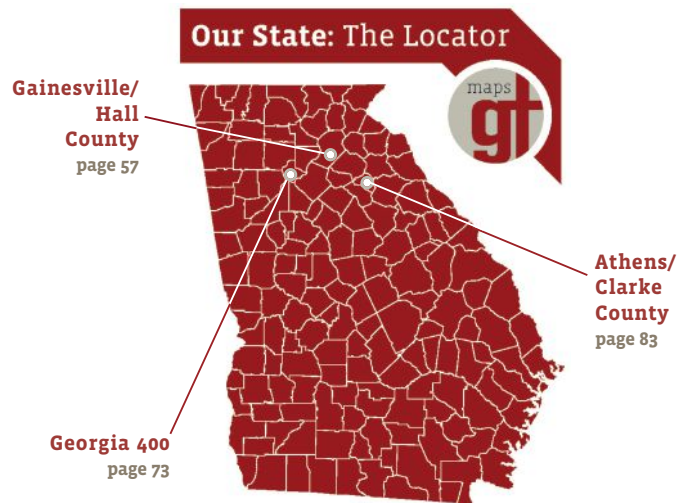 Our State: The Locator
maps
gt
Gainesville/
Hall
County
page 57
Athens/
Clarke
County
page 83
Georgia 400
page 73